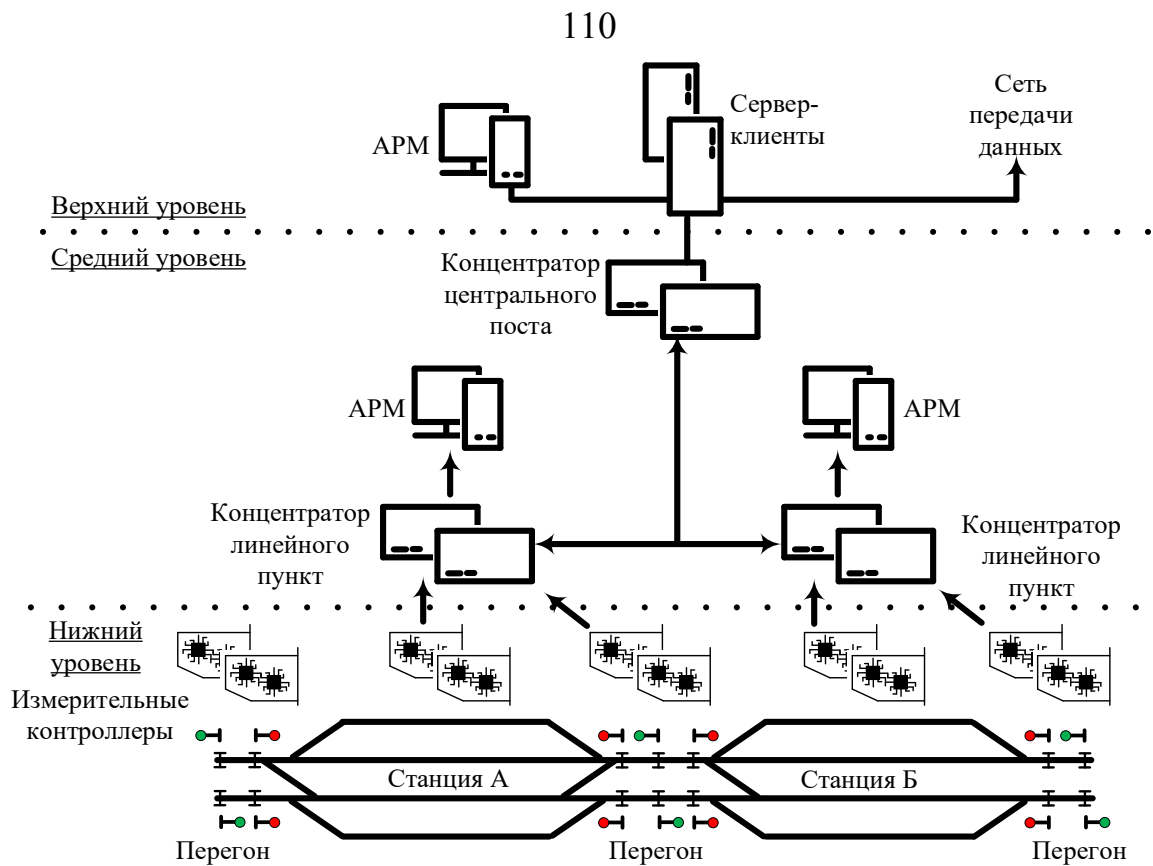 110
Сеть
передачи
данных
Сервер-
клиенты
АРМ
Верхний уровень
Средний уровень
Концентратор
центрального
поста
АРМ
АРМ
Концентратор
линейного
пункт
Концентратор
линейного
пункт
Нижний
уровень
Измерительные
контроллеры
Станция А
Станция Б
Перегон
Перегон
Перегон